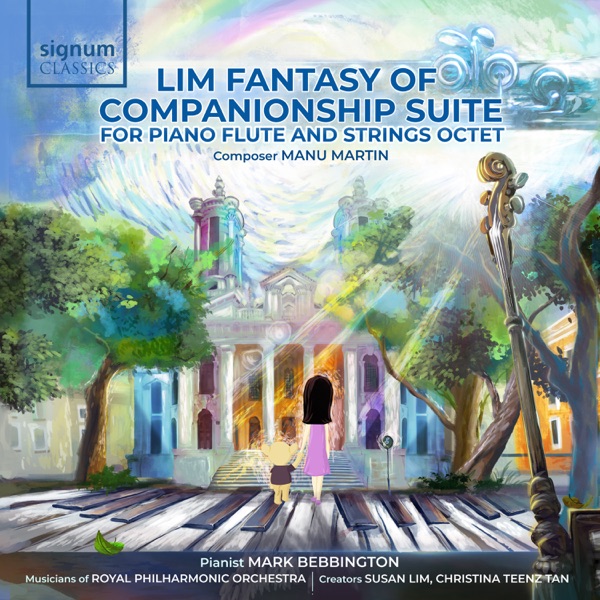 signum
CLASSICS
LIM FANTASY OF
COMPANIONSHIP SUITE
FOR PIANO FLUTE AND STRINGS OCTET
Composer MANU MARTIN
Pianist MARK BEBBINGTON
Musicians of ROYAL PHILHARMONIC ORCHESTRA | Creators SUSAN LIM, CHRISTINA TEENZ TAN